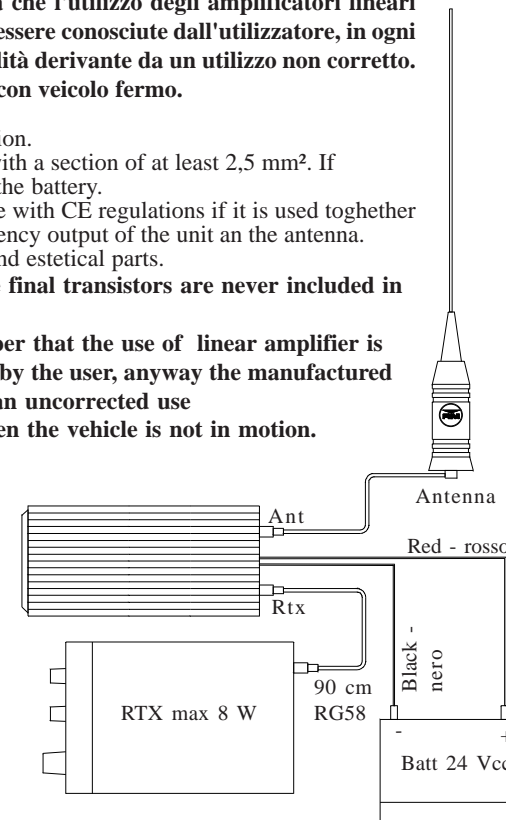 che l'utilizzo degli amplificatori lineari
essere conosciute dall'utilizzatore, in ogni
lità derivante da un utilizzo non corretto.
con veicolo fermo.
ion.
with a section of at least 2,5 mm². If
the battery.
e with CE regulations if it is used toghether
ency output of the unit an the antenna.
nd estetical parts.
final transistors are never included in
ber that the use of linear amplifier is
by the user, anyway the manufactured
an uncorrected use
en the vehicle is not in motion.
Antenna
Ant
Red - rosso
Rtx
Black -
nero
90 cm
RG58
RTX max 8 W
- +
Batt 24 Vcc